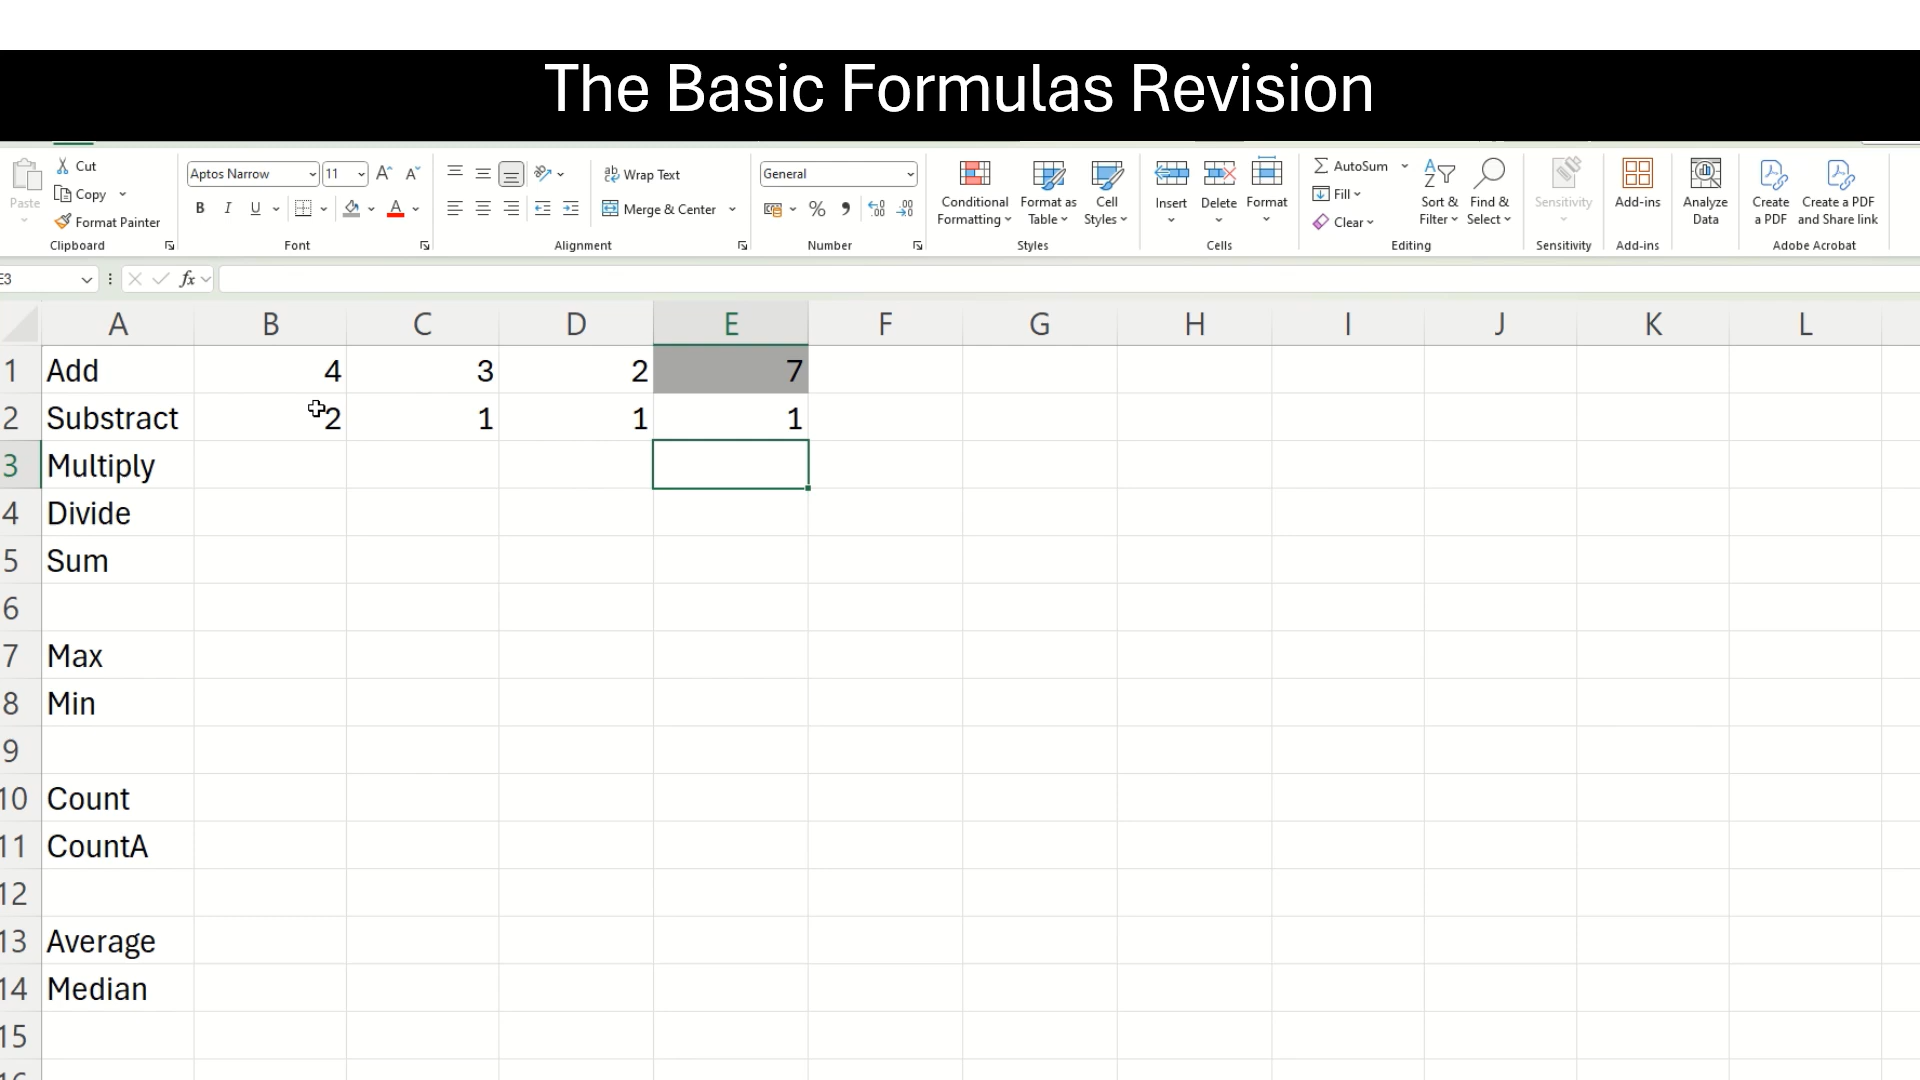 The Basic Formulas Revision
Paste
Cut
Copy
Format Painter
Clipboard
Aptos Narrow 11
B I U
Font
Wrap Text
Merge & Center
Alignment
General
Number
Conditional Formatting
Format as Table
Cell Styles
Styles
Insert
Delete
Format
Cells
AutoSum
Fill
Clear
Sort & Filter
Find & Select
Editing
Sensitivity
Sensitivity
Add-ins
Add-ins
Analyze Data
Create a PDF
Create a PDF and Share link
Adobe Acrobat
E3 fx
A B C D E F G H I J K L
1 Add 4 3 2 7
2 Substract 2 1 1 1
3 Multiply
4 Divide
5 Sum
6
7 Max
8 Min
9
10 Count
11 CountA
12
13 Average
14 Median
15